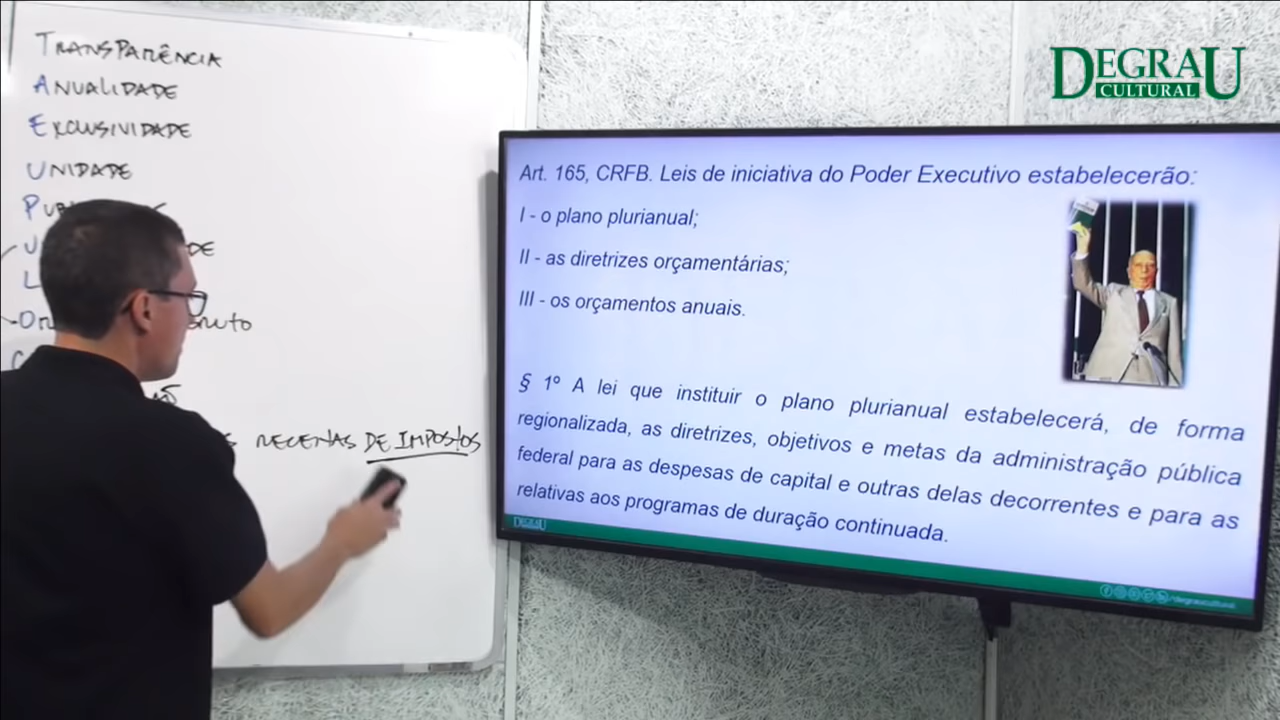 TRANSPARÊNCIA
ANUALIDADE
EXCLUSIVIDADE
UNIDADE
RECEITAS DE IMPOSTOS
DEGRAU
CULTURAL
Art. 165, CRFB. Leis de iniciativa do Poder Executivo estabelecerão:
I - o plano plurianual;
II - as diretrizes orçamentárias;
III - os orçamentos anuais.
§ 1º A lei que instituir o plano plurianual estabelecerá, de forma
regionalizada, as diretrizes, objetivos e metas da administração pública
federal para as despesas de capital e outras delas decorrentes e para as
relativas aos programas de duração continuada.
DEGRAU
/degraucultural